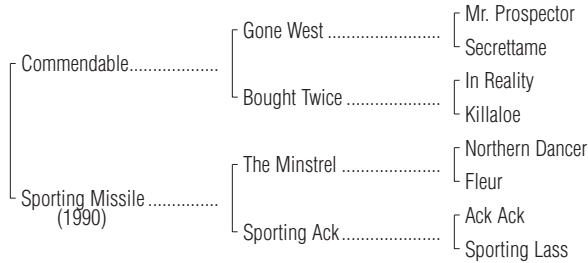 Mr. Prospector
Gone West ....................
Secrettame
Commendable..................
In Reality
Bought Twice .................
Killaloe
Northern Dancer
The Minstrel ..................
Fleur
Sporting Missile ..............
(1990)
Ack Ack
Sporting Ack..................
Sporting Lass